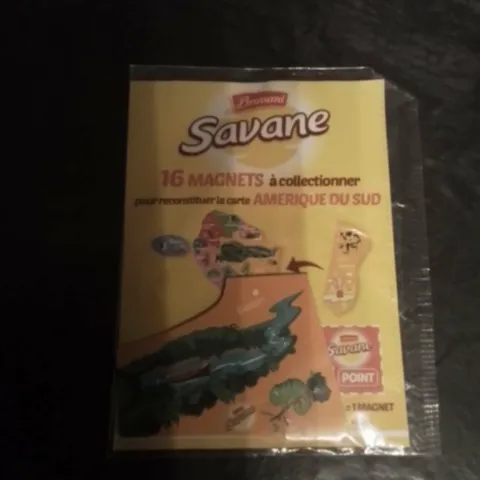 Brossard
Savane
16 MAGNETS à collectionner
pour reconstituer la carte AMERIQUE DU SUD
Savane
POINT
= 1 MAGNET